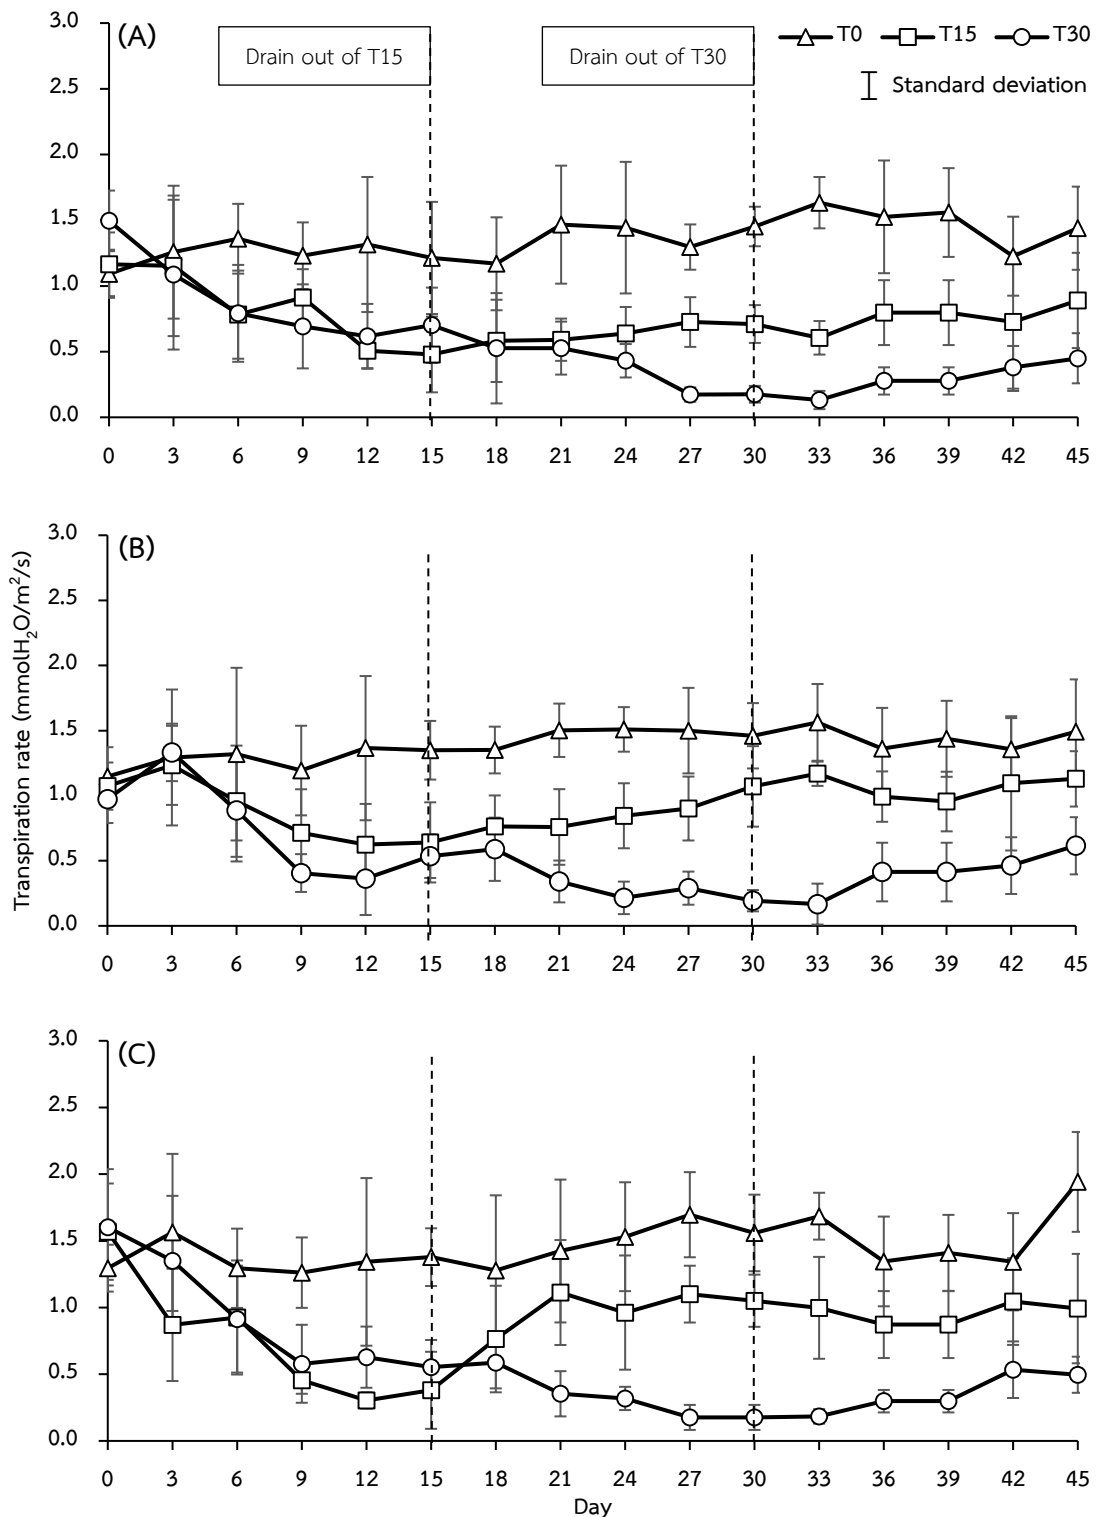 (A)
Drain out of T15
Drain out of T30
T0 T15 T30
Standard deviation
3.0
2.5
2.0
1.5
1.0
0.5
0.0
0 3 6 9 12 15 18 21 24 27 30 33 36 39 42 45
Transpiration rate (mmolH₂O/m²/s)
(B)
3.0
2.5
2.0
1.5
1.0
0.5
0.0
0 3 6 9 12 15 18 21 24 27 30 33 36 39 42 45
(C)
3.0
2.5
2.0
1.5
1.0
0.5
0.0
0 3 6 9 12 15 18 21 24 27 30 33 36 39 42 45
Day